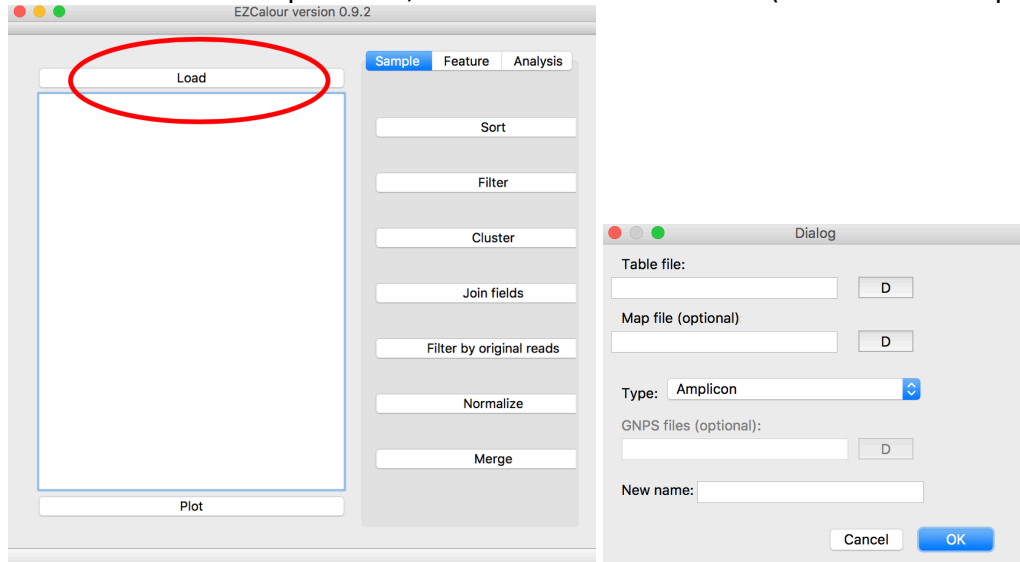 EZCalour version 0.9.2
Load
Sample Feature Analysis
Sort
Filter
Cluster
Join fields
Filter by original reads
Normalize
Merge
Plot
Dialog
Table file:
D
Map file (optional)
D
Type: Amplicon
GNPS files (optional):
D
New name:
Cancel OK